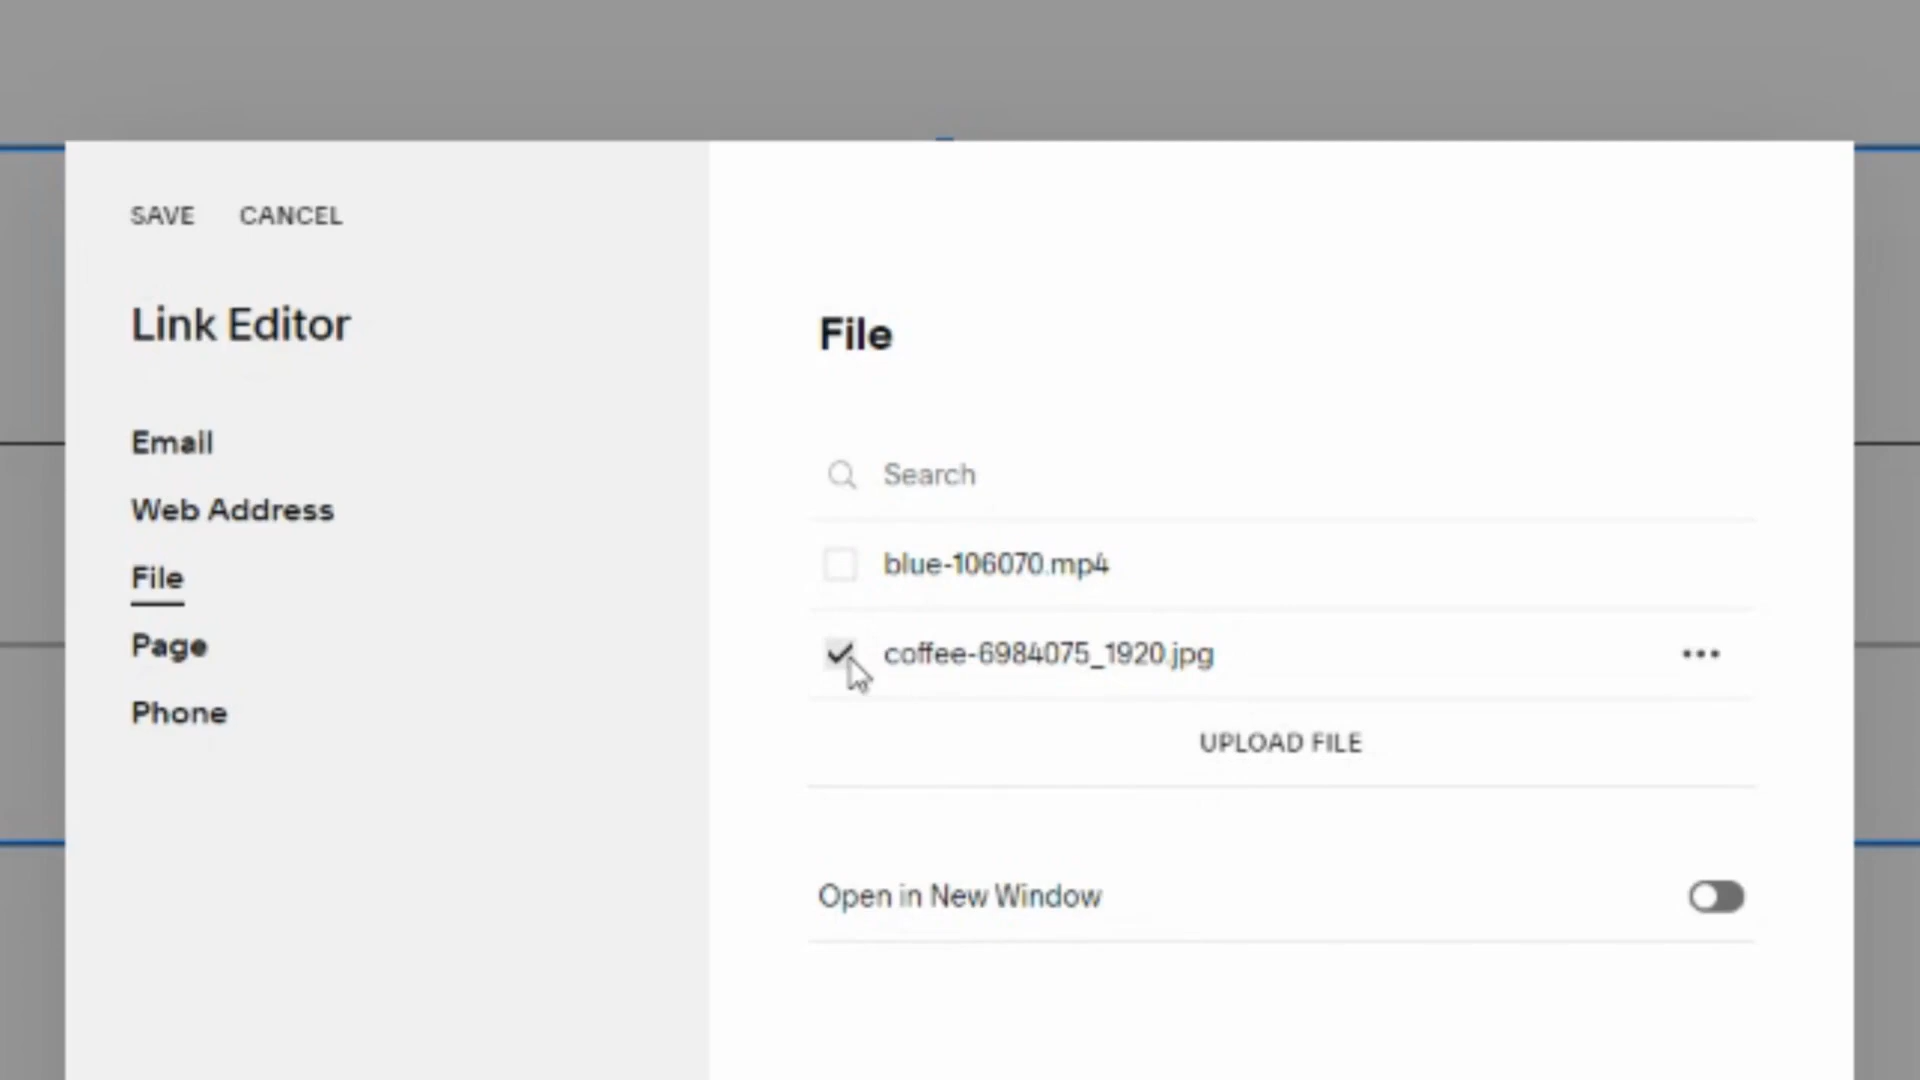 SAVE CANCEL
Link Editor
Email
Web Address
File
Page
Phone
File
Search
blue-106070.mp4
coffee-6984075_1920.jpg
UPLOAD FILE
Open in New Window